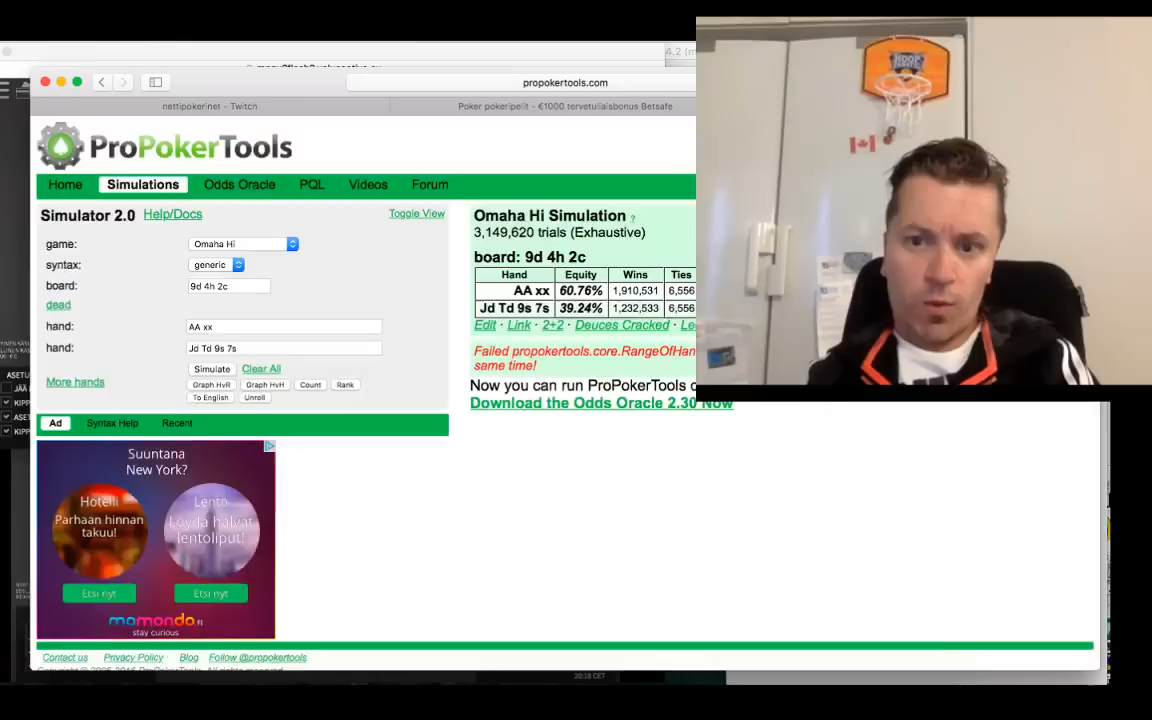 propokertools.com
nettipokerinet - Twitch
Poker pokeripelit - €1000 tervetuliaisbonus Betsafe
ProPokerTools
Home Simulations Odds Oracle PQL Videos Forum
Simulator 2.0 Help/Docs Toggle View
game: Omaha Hi
syntax: generic
board: 9d 4h 2c
dead
hand: AA xx
hand: Jd Td 9s 7s
Simulate Clear All
More hands
Graph HvR Graph HvH Count Rank
To English Unroll
Ad Syntax Help Recent
Omaha Hi Simulation ?
3,149,620 trials (Exhaustive)
board: 9d 4h 2c
Hand Equity Wins Ties
AA xx 60.76% 1,910,531 6,556
Jd Td 9s 7s 39.24% 1,232,533 6,556
Edit · Link · 2+2 · Deuces Cracked ·
Failed propokertools.core.RangeOfHan
same time!
Now you can run ProPokerTools
Download the Odds Oracle 2.30 Now
HOOP
Suuntana
New York?
Hotelli
Parhaan hinnan
takuu!
Etsi nyt
Lento
Löydä halvat
lentoliput!
Etsi nyt
momondo.fi
stay curious
Contact us Privacy Policy Blog Follow @propokertools
20:18 CET